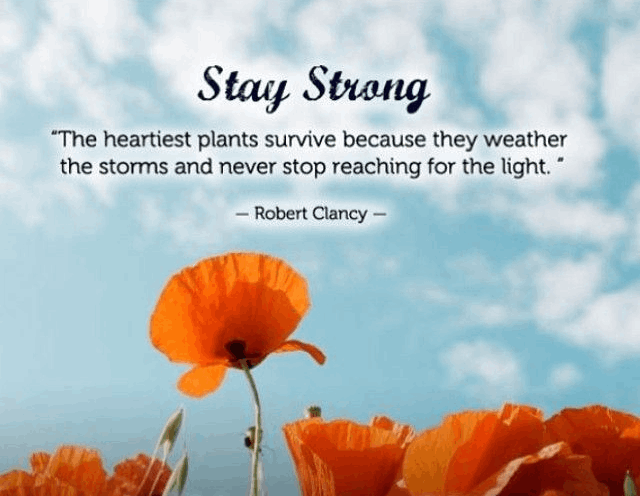 Stay Strong
“The heartiest plants survive because they weather
the storms and never stop reaching for the light. ”
— Robert Clancy —